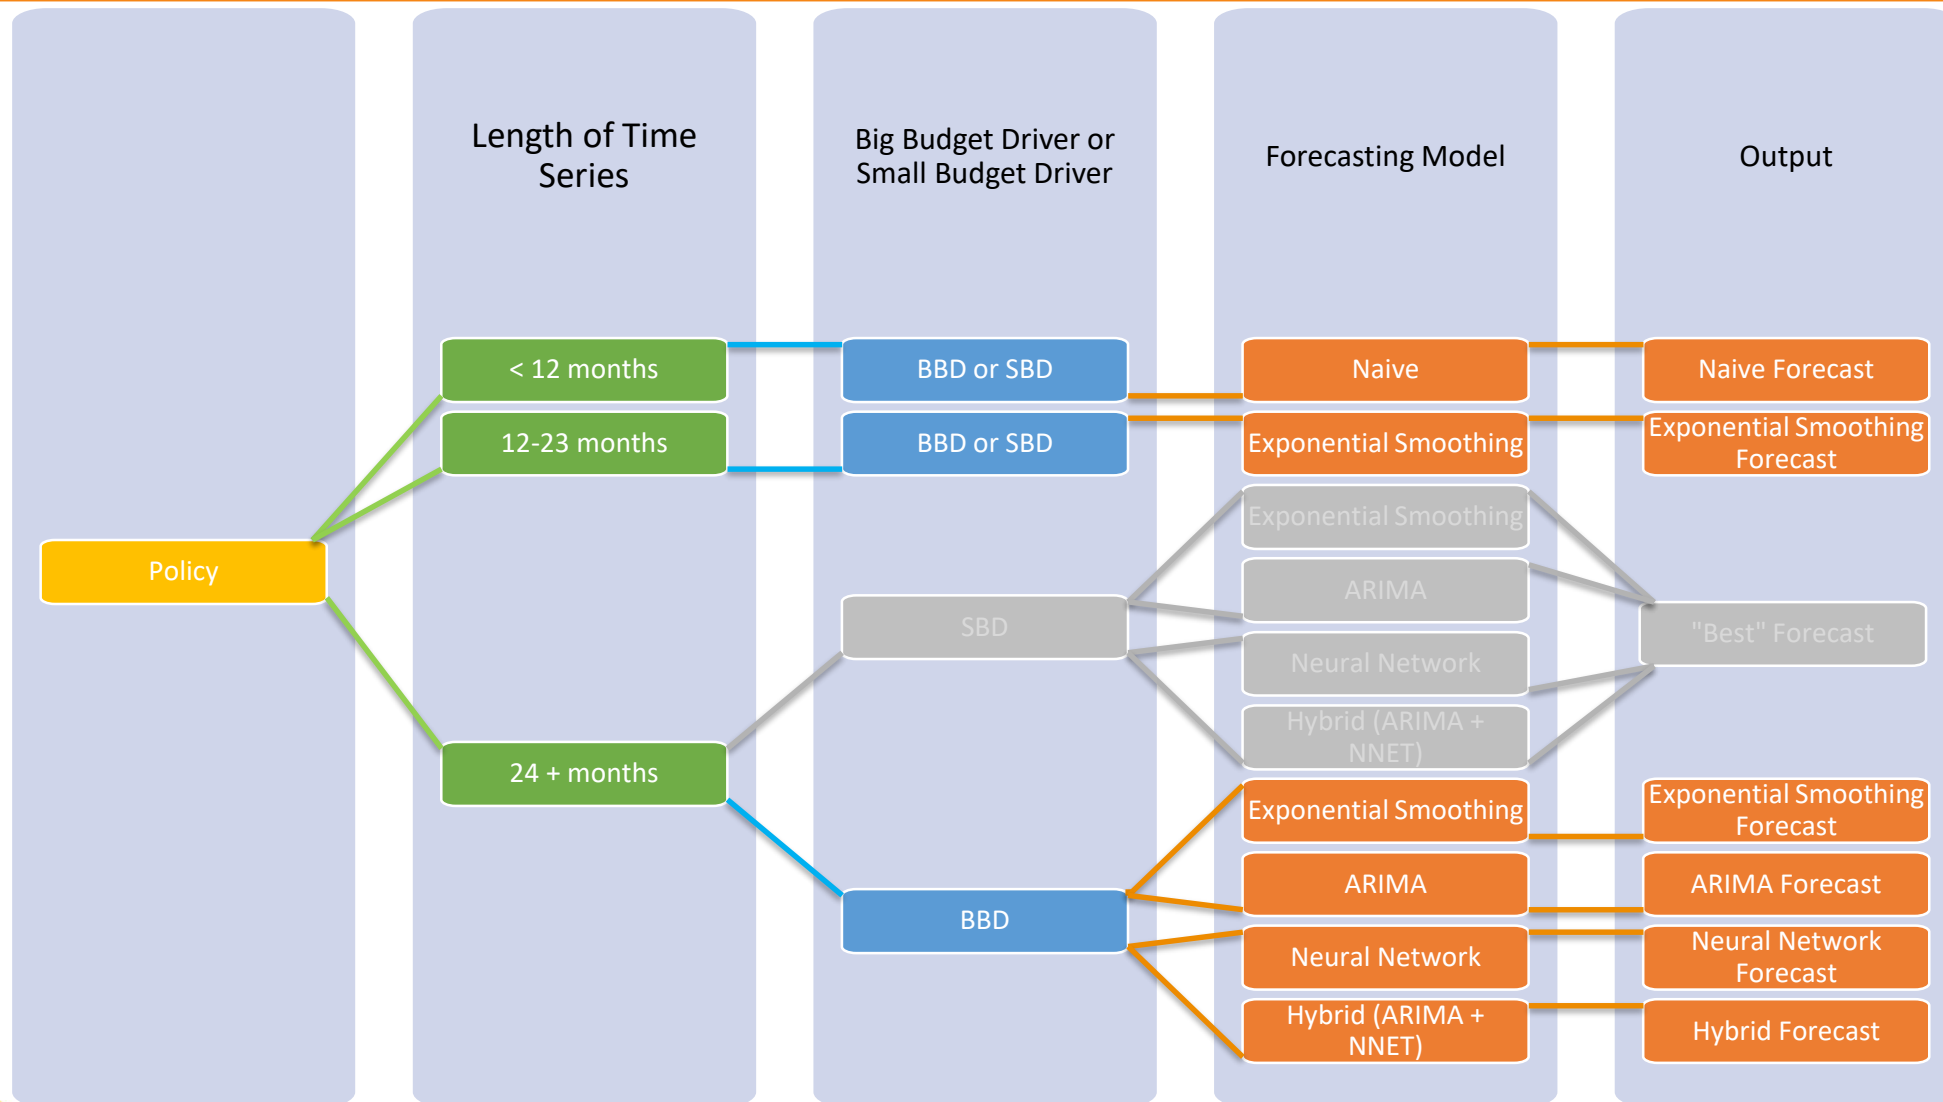 Length of Time
Series
Big Budget Driver or
Small Budget Driver
Forecasting Model
Output
< 12 months
BBD or SBD
Naive
Naive Forecast
12-23 months
BBD or SBD
Exponential Smoothing
Exponential Smoothing
Forecast
Policy
Exponential Smoothing
ARIMA
SBD
Neural Network
"Best" Forecast
Hybrid (ARIMA +
NNET)
24 + months
Exponential Smoothing
Exponential Smoothing
Forecast
ARIMA
ARIMA Forecast
BBD
Neural Network
Neural Network
Forecast
Hybrid (ARIMA +
NNET)
Hybrid Forecast